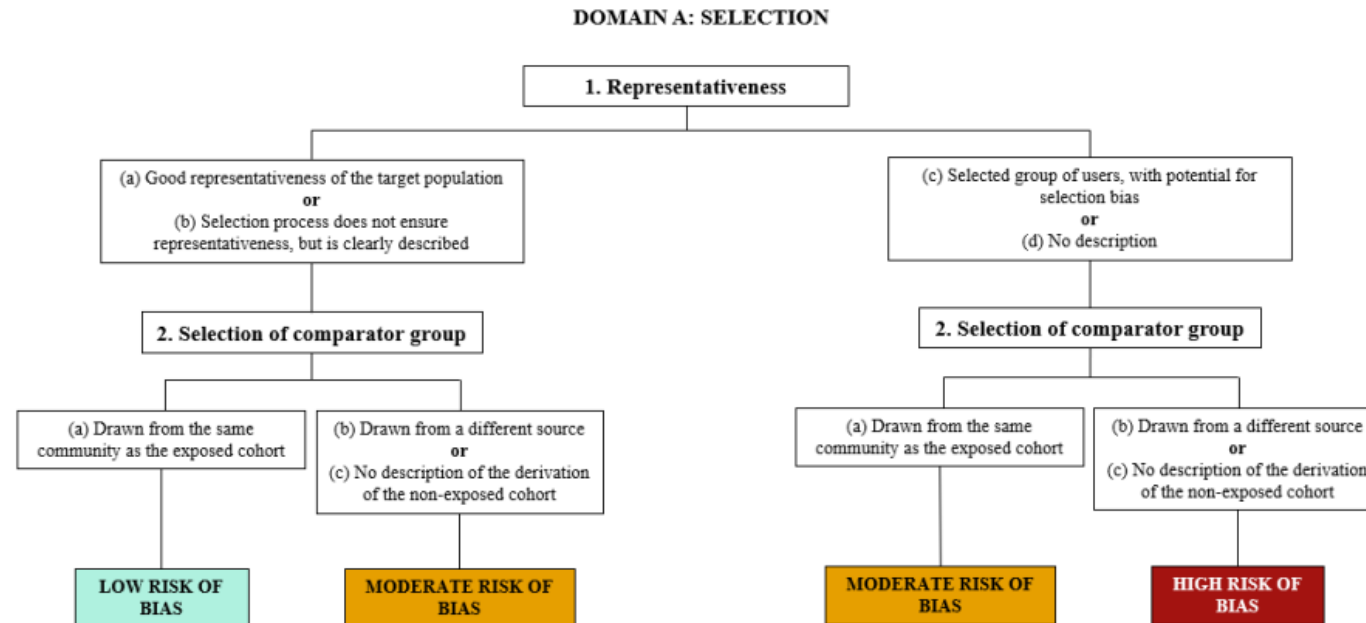 DOMAIN A: SELECTION
1. Representativeness
(a) Good representativeness of the target population
or
(b) Selection process does not ensure
representativeness, but is clearly described
(c) Selected group of users, with potential for
selection bias
or
(d) No description
2. Selection of comparator group
2. Selection of comparator group
(a) Drawn from the same
community as the exposed cohort
(b) Drawn from a different source
or
(c) No description of the derivation
of the non-exposed cohort
(a) Drawn from the same
community as the exposed cohort
(b) Drawn from a different source
or
(c) No description of the derivation
of the non-exposed cohort
LOW RISK OF
BIAS
MODERATE RISK OF
BIAS
MODERATE RISK OF
BIAS
HIGH RISK OF
BIAS